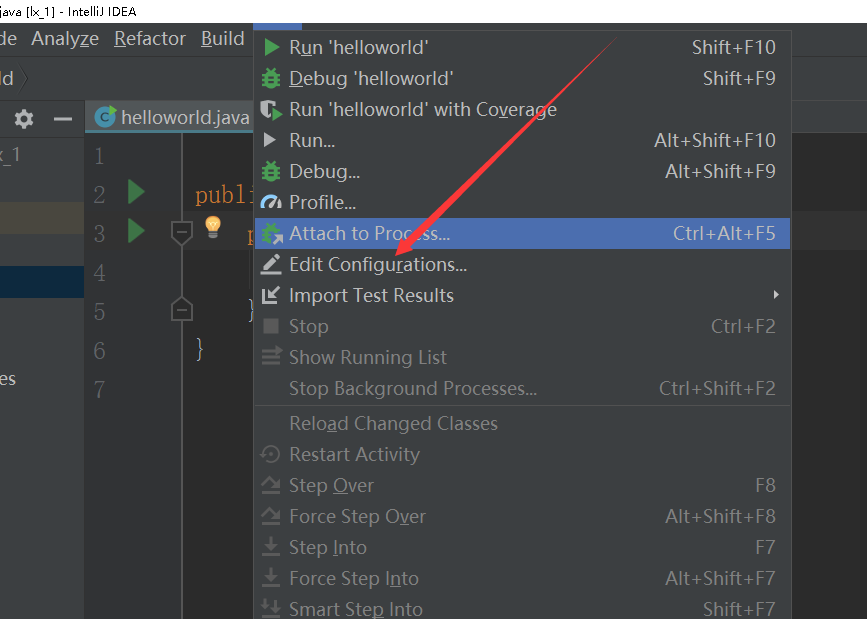 java [lx_1] - IntelliJ IDEA
de Analyze Refactor Build
ld
helloworld.java
x_1
1
2 publi
3 p
4
5 }
6 }
7
es
Run 'helloworld' Shift+F10
Debug 'helloworld' Shift+F9
Run 'helloworld' with Coverage
Run... Alt+Shift+F10
Debug... Alt+Shift+F9
Profile...
Attach to Process... Ctrl+Alt+F5
Edit Configurations...
Import Test Results
Stop Ctrl+F2
Show Running List
Stop Background Processes... Ctrl+Shift+F2
Reload Changed Classes
Restart Activity
Step Over F8
Force Step Over Alt+Shift+F8
Step Into F7
Force Step Into Alt+Shift+F7
Smart Step Into Shift+F7